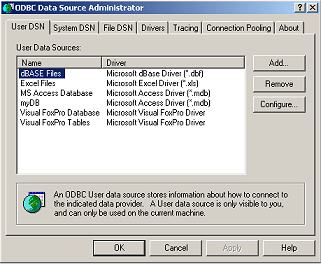 ODBC Data Source Administrator
User DSN System DSN File DSN Drivers Tracing Connection Pooling About
User Data Sources:
Name Driver
dBASE Files Microsoft dBase Driver (*.dbf)
Excel Files Microsoft Excel Driver (*.xls)
MS Access Database Microsoft Access Driver (*.mdb)
myDB Microsoft Access Driver (*.mdb)
Visual FoxPro Database Microsoft Visual FoxPro Driver
Visual FoxPro Tables Microsoft Visual FoxPro Driver
Add...
Remove
Configure...
An ODBC User data source stores information about how to connect
to the indicated data provider. A User data source is only visible to you,
and can only be used on the current machine.
OK Cancel Apply Help